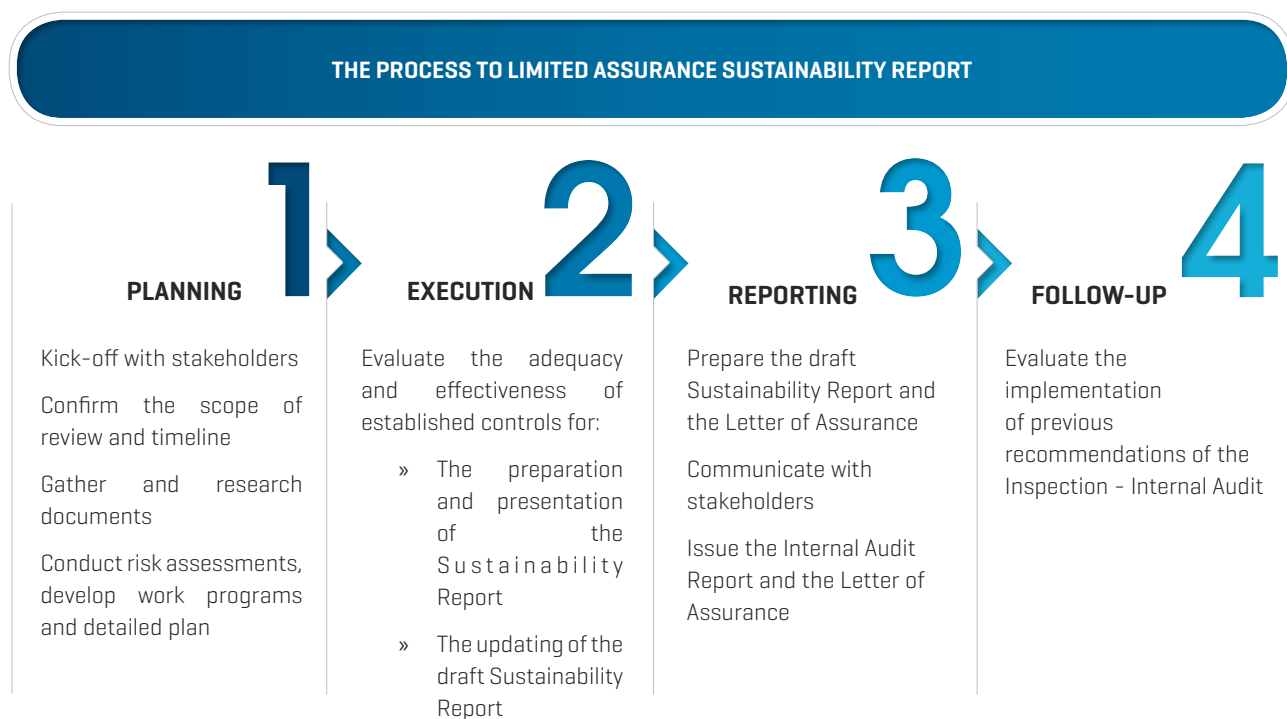 THE PROCESS TO LIMITED ASSURANCE SUSTAINABILITY REPORT
1
PLANNING
Kick-off with stakeholders
Confirm the scope of
review and timeline
Gather and research
documents
Conduct risk assessments,
develop work programs
and detailed plan
2
EXECUTION
Evaluate the adequacy
and effectiveness of
established controls for:
» The preparation
and presentation
of the
Sustainability
Report
» The updating of the
draft Sustainability
Report
3
REPORTING
Prepare the draft
Sustainability Report and
the Letter of Assurance
Communicate with
stakeholders
Issue the Internal Audit
Report and the Letter of
Assurance
4
FOLLOW-UP
Evaluate the
implementation
of previous
recommendations of the
Inspection - Internal Audit